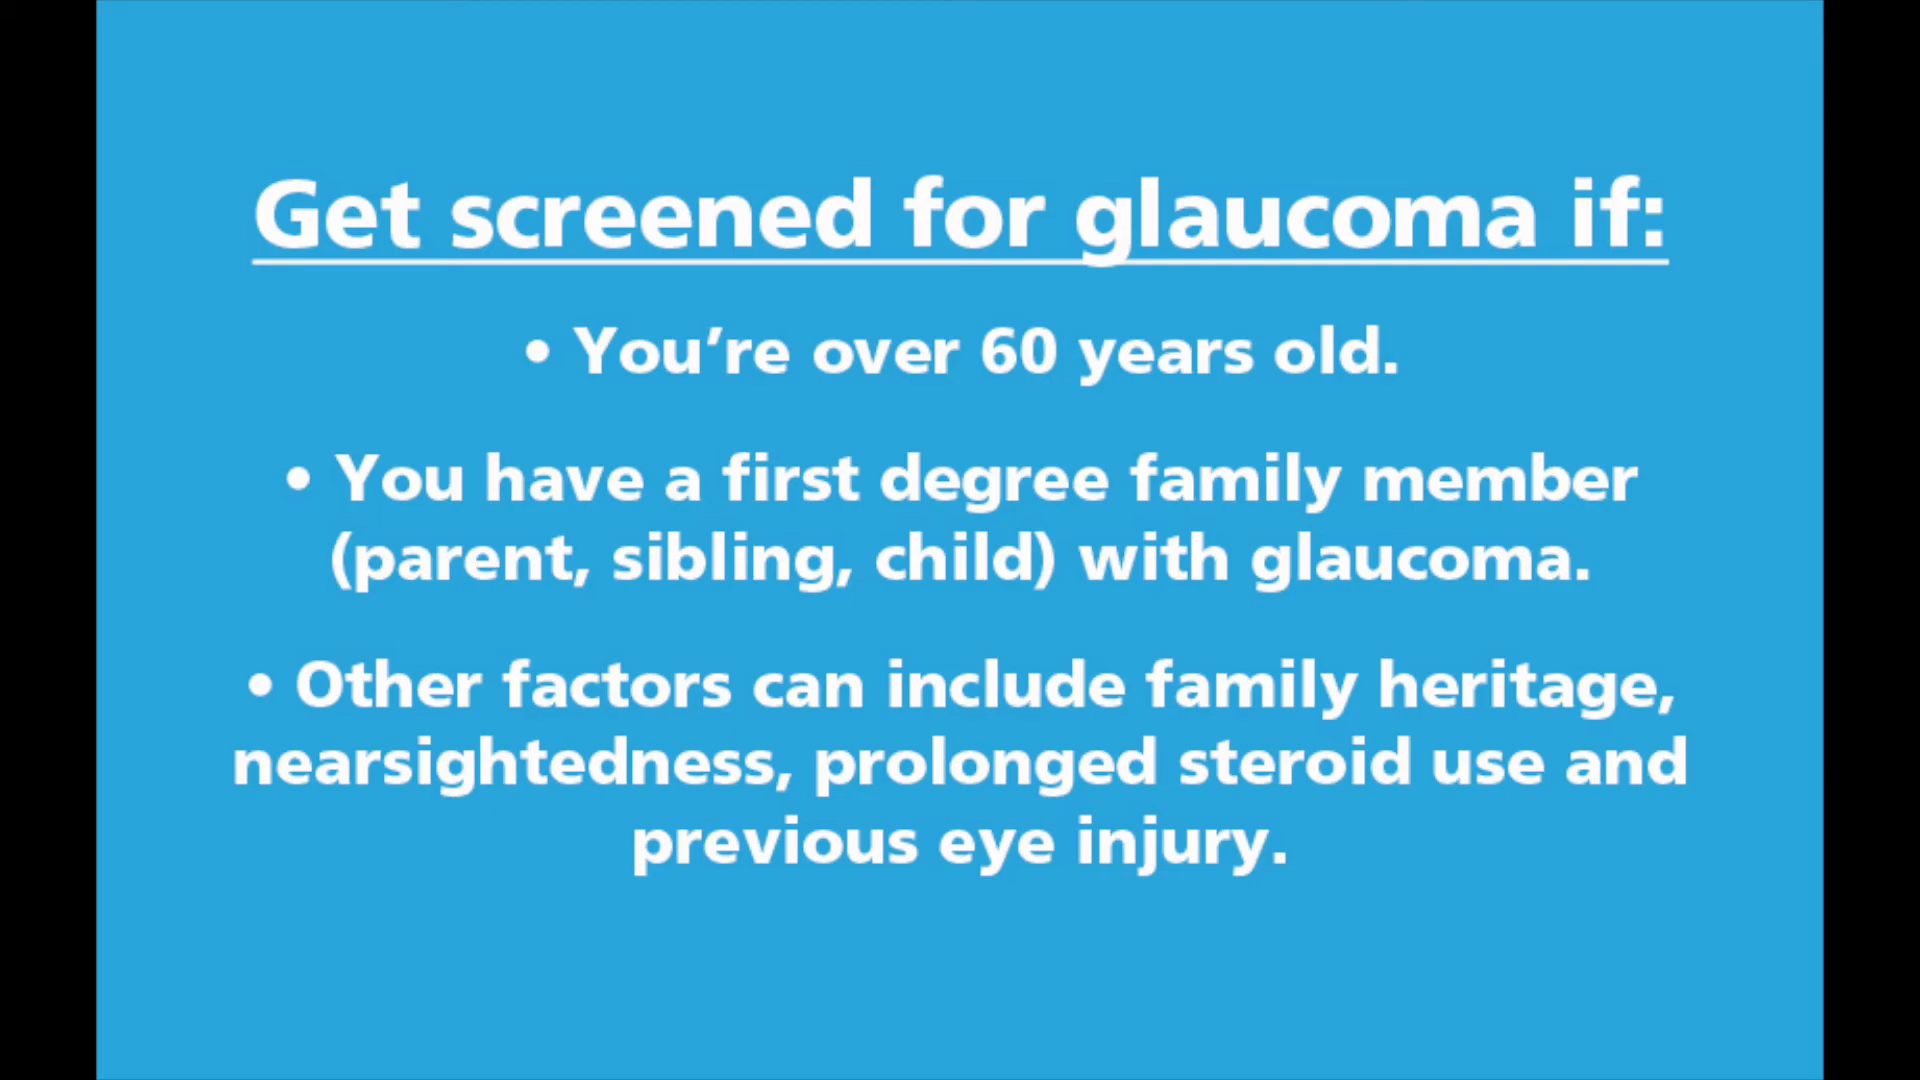 Get screened for glaucoma if:
• You’re over 60 years old.
• You have a first degree family member
(parent, sibling, child) with glaucoma.
• Other factors can include family heritage,
nearsightedness, prolonged steroid use and
previous eye injury.